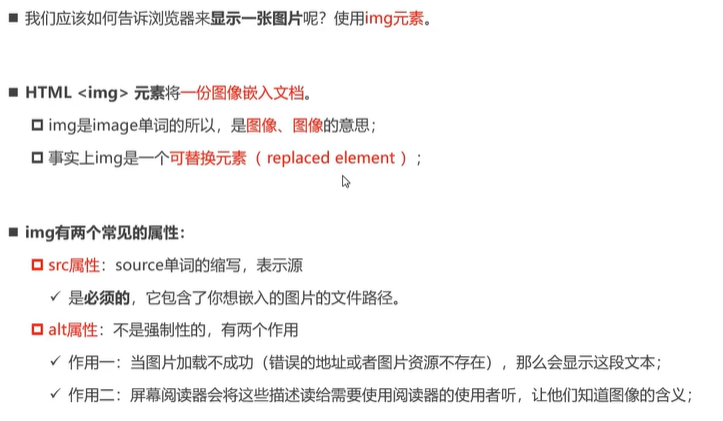 ■ 我们应该如何告诉浏览器来显示一张图片呢？使用img元素。
■ HTML <img> 元素将一份图像嵌入文档。
□ img是image单词的所以，是图像、图像的意思；
□ 事实上img是一个可替换元素（ replaced element ）；
■ img有两个常见的属性：
□ src属性：source单词的缩写，表示源
✓ 是必须的，它包含了你想嵌入的图片的文件路径。
□ alt属性：不是强制性的，有两个作用
✓ 作用一：当图片加载不成功（错误的地址或者图片资源不存在），那么会显示这段文本；
✓ 作用二：屏幕阅读器会将这些描述读给需要使用阅读器的使用者听，让他们知道图像的含义；